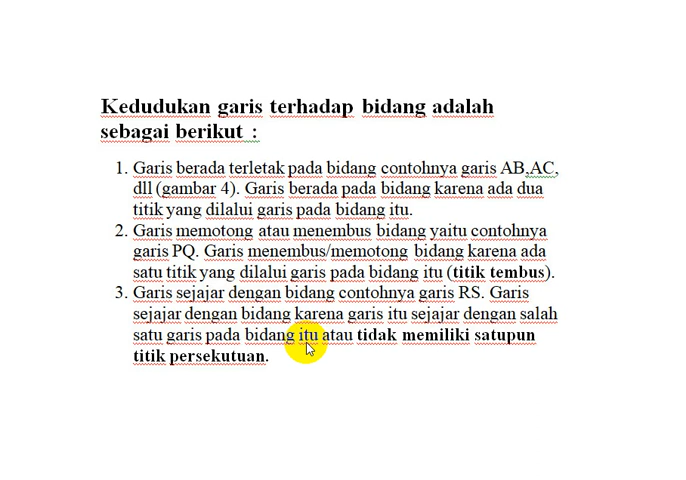 Kedudukan garis terhadap bidang adalah
sebagai berikut :
1. Garis berada terletak pada bidang contohnya garis AB,AC,
dll (gambar 4). Garis berada pada bidang karena ada dua
titik yang dilalui garis pada bidang itu.
2. Garis memotong atau menembus bidang yaitu contohnya
garis PQ. Garis menembus/memotong bidang karena ada
satu titik yang dilalui garis pada bidang itu (titik tembus).
3. Garis sejajar dengan bidang contohnya garis RS. Garis
sejajar dengan bidang karena garis itu sejajar dengan salah
satu garis pada bidang itu atau tidak memiliki satupun
titik persekutuan.